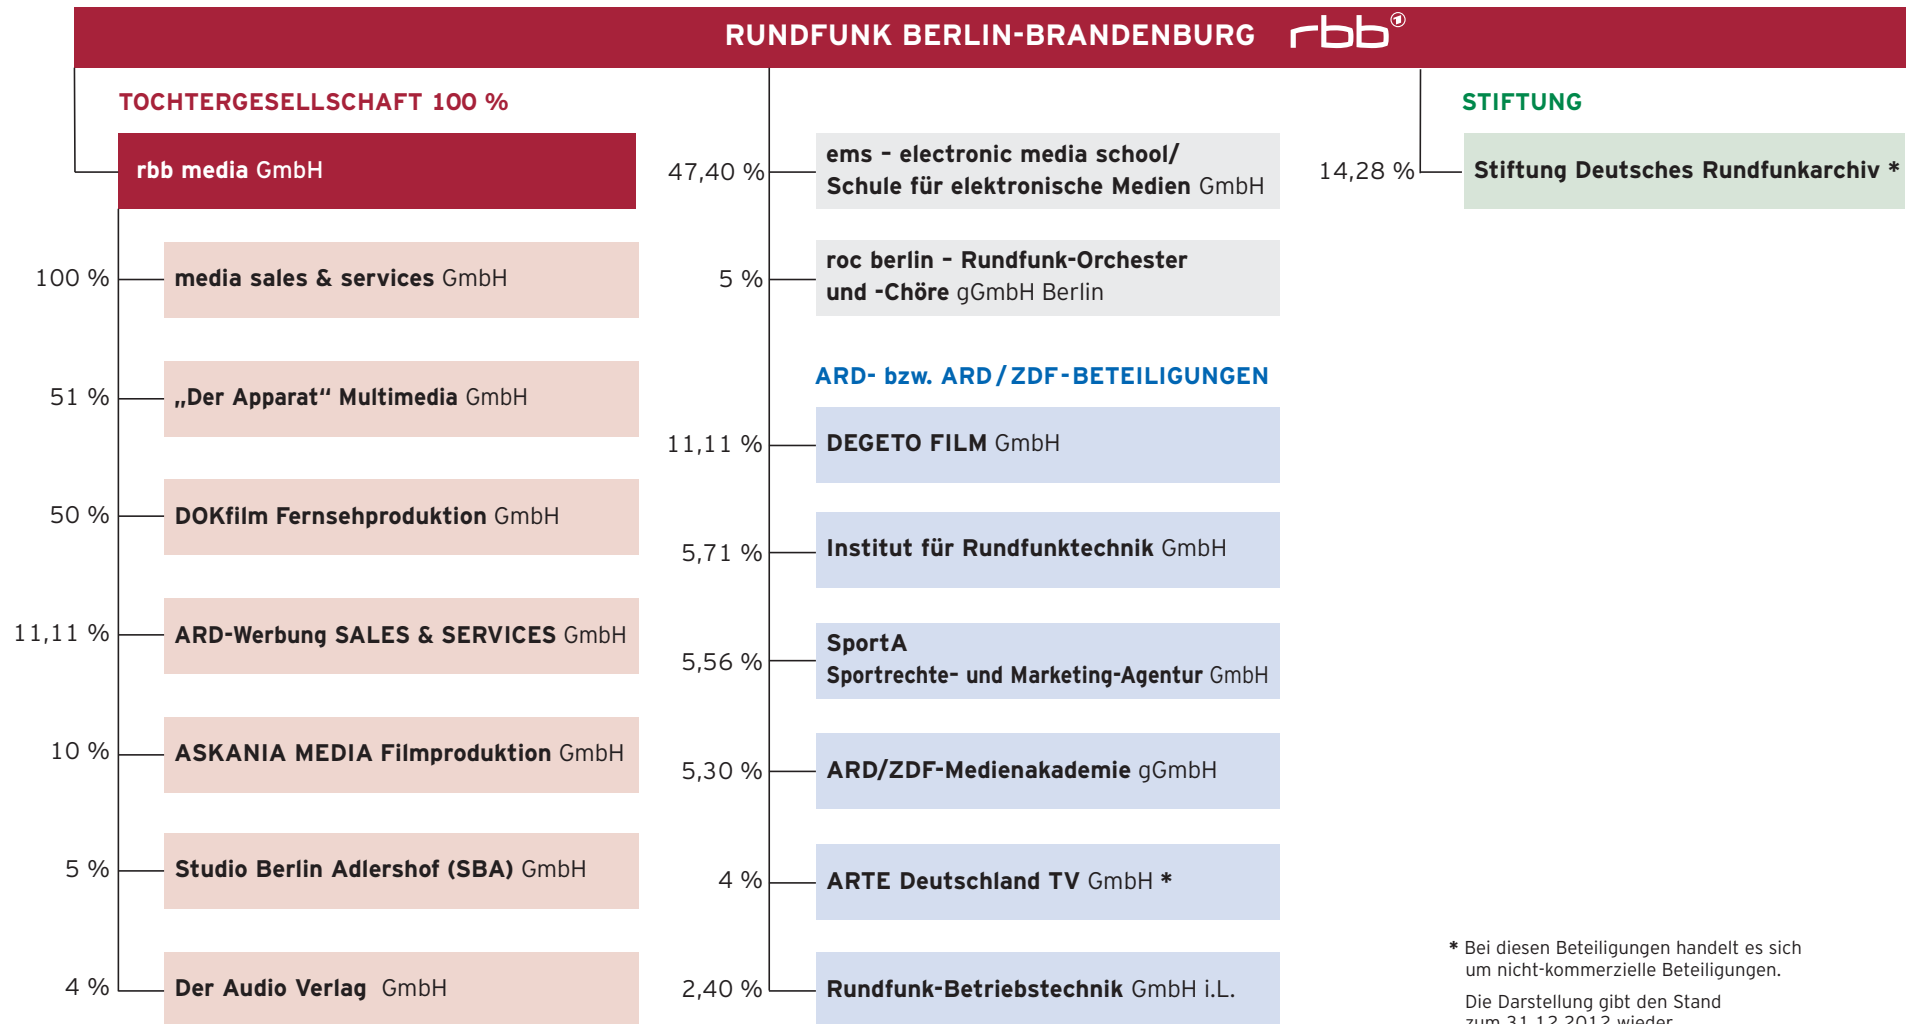 RUNDFUNK BERLIN-BRANDENBURG rbb
TOCHTERGESELLSCHAFT 100 %
rbb media GmbH
100 %
media sales & services GmbH
51 %
„Der Apparat“ Multimedia GmbH
50 %
DOKfilm Fernsehproduktion GmbH
11,11 %
ARD-Werbung SALES & SERVICES GmbH
10 %
ASKANIA MEDIA Filmproduktion GmbH
5 %
Studio Berlin Adlershof (SBA) GmbH
4 %
Der Audio Verlag GmbH
47,40 %
ems – electronic media school/
Schule für elektronische Medien GmbH
5 %
roc berlin – Rundfunk-Orchester
und -Chöre gGmbH Berlin
ARD- bzw. ARD/ZDF-BETEILIGUNGEN
11,11 %
DEGETO FILM GmbH
5,71 %
Institut für Rundfunktechnik GmbH
5,56 %
SportA
Sportrechte- und Marketing-Agentur GmbH
5,30 %
ARD/ZDF-Medienakademie gGmbH
4 %
ARTE Deutschland TV GmbH *
2,40 %
Rundfunk-Betriebstechnik GmbH i.L.
STIFTUNG
14,28 %
Stiftung Deutsches Rundfunkarchiv *
* Bei diesen Beteiligungen handelt es sich
um nicht-kommerzielle Beteiligungen.
Die Darstellung gibt den Stand
zum 31.12.2012 wieder